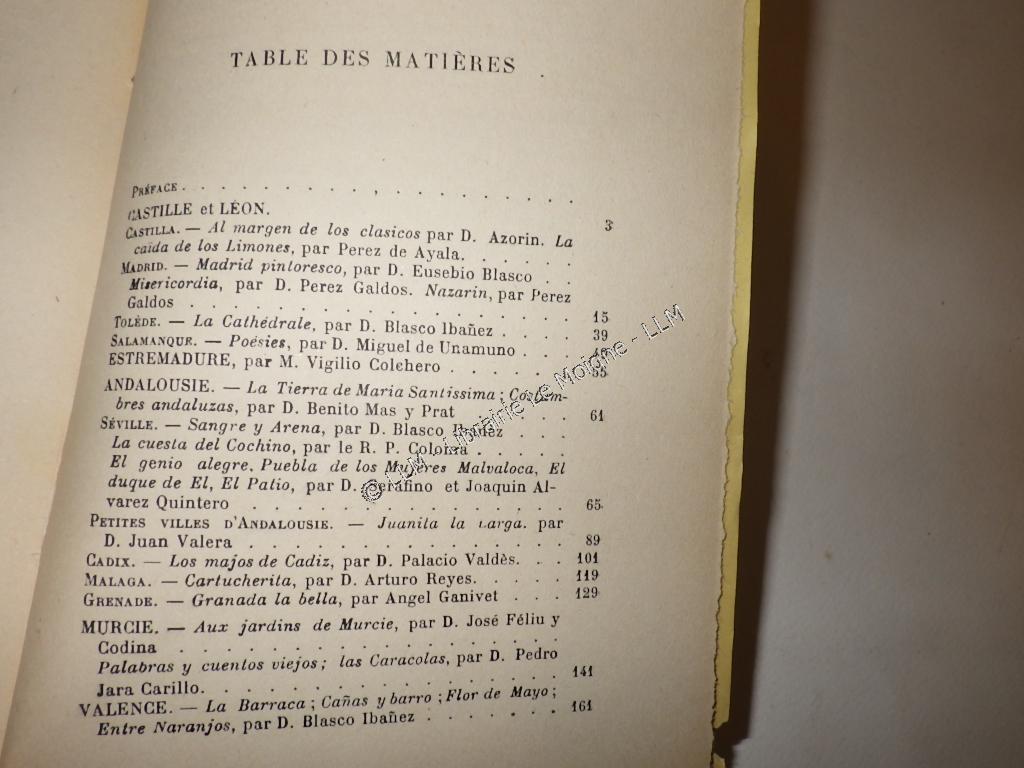 TABLE DES MATIÈRES
PRÉFACE . . . . . . . . . . , . . . . . . . . . 3
CASTILLE et LÉON.
CASTILLA. — Al margen de los clasicos par D. Azorin. La
caida de los Limones, par Perez de Ayala. . . . . . .
MADRID. — Madrid pintoresco, par D. Eusebio Blasco . .
Misericordia, par D. Perez Galdos. Nazarin, par Perez
Galdos . . . . . . . . . . . . . . . . . . . . . 15
TOLÈDE. — La Cathédrale, par D. Blasco Ibañez . . . . . 39
SALAMANQUE. — Poésies, par D. Miguel de Unamuno . . . .
ESTREMADURE, par M. Vigilio Colchero . . . . . . . 55
ANDALOUSIE. — La Tierra de Maria Santissima ; Costum-
bres andaluzas, par D. Benito Mas y Prat . . . . . 61
SÉVILLE. — Sangre y Arena, par D. Blasco Ibañez . . .
La cuesta del Cochino, par le R. P. Coloma . . . . .
El genio alegre, Puebla de los Mujeres Malvaloca, El
duque de El, El Patio, par D. Serafino et Joaquin Al-
varez Quintero . . . . . . . . . . . . . . . . . 65
PETITES VILLES D'ANDALOUSIE. — Juanita la Larga. par
D. Juan Valera . . . . . . . . . . . . . . . . . 89
CADIX. — Los majos de Cadiz, par D. Palacio Valdès. . . 101
MALAGA. — Cartucherita, par D. Arturo Reyes. . . . . . 119
GRENADE. — Granada la bella, par Angel Ganivet . . . . 129
MURCIE. — Aux jardins de Murcie, par D. José Féliu y
Codina . . . . . . . . . . . . . . . . . . . . .
Palabras y cuentos viejos ; las Caracolas, par D. Pedro
Jara Carillo. . . . . . . . . . . . . . . . . . . 141
VALENCE. — La Barraca ; Cañas y barro ; Flor de Mayo ;
Entre Naranjos, par D. Blasco Ibañez . . . . . . . 161
© LLM - Librairie Le Moigne - LLM